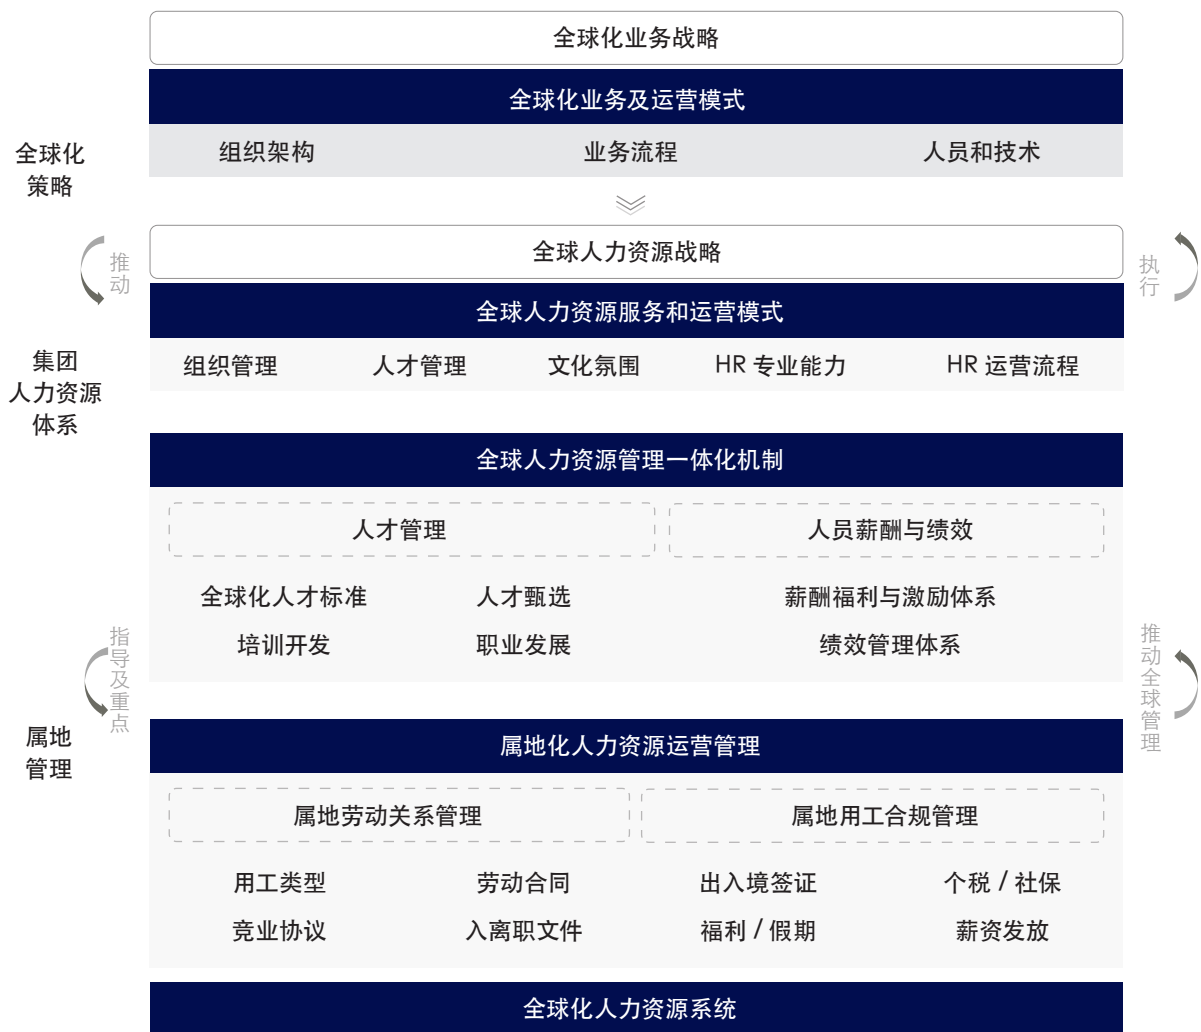 全球化业务战略
全球化业务及运营模式
组织架构 业务流程 人员和技术
全球化
策略
推动
全球人力资源战略
执行
全球人力资源服务和运营模式
组织管理 人才管理 文化氛围 HR 专业能力 HR 运营流程
集团
人力资源
体系
全球人力资源管理一体化机制
人才管理 人员薪酬与绩效
全球化人才标准 人才甄选 薪酬福利与激励体系
培训开发 职业发展 绩效管理体系
指导及重点
推动全球管理
属地
管理
属地化人力资源运营管理
属地劳动关系管理 属地用工合规管理
用工类型 劳动合同 出入境签证 个税 / 社保
竞业协议 入离职文件 福利 / 假期 薪资发放
全球化人力资源系统